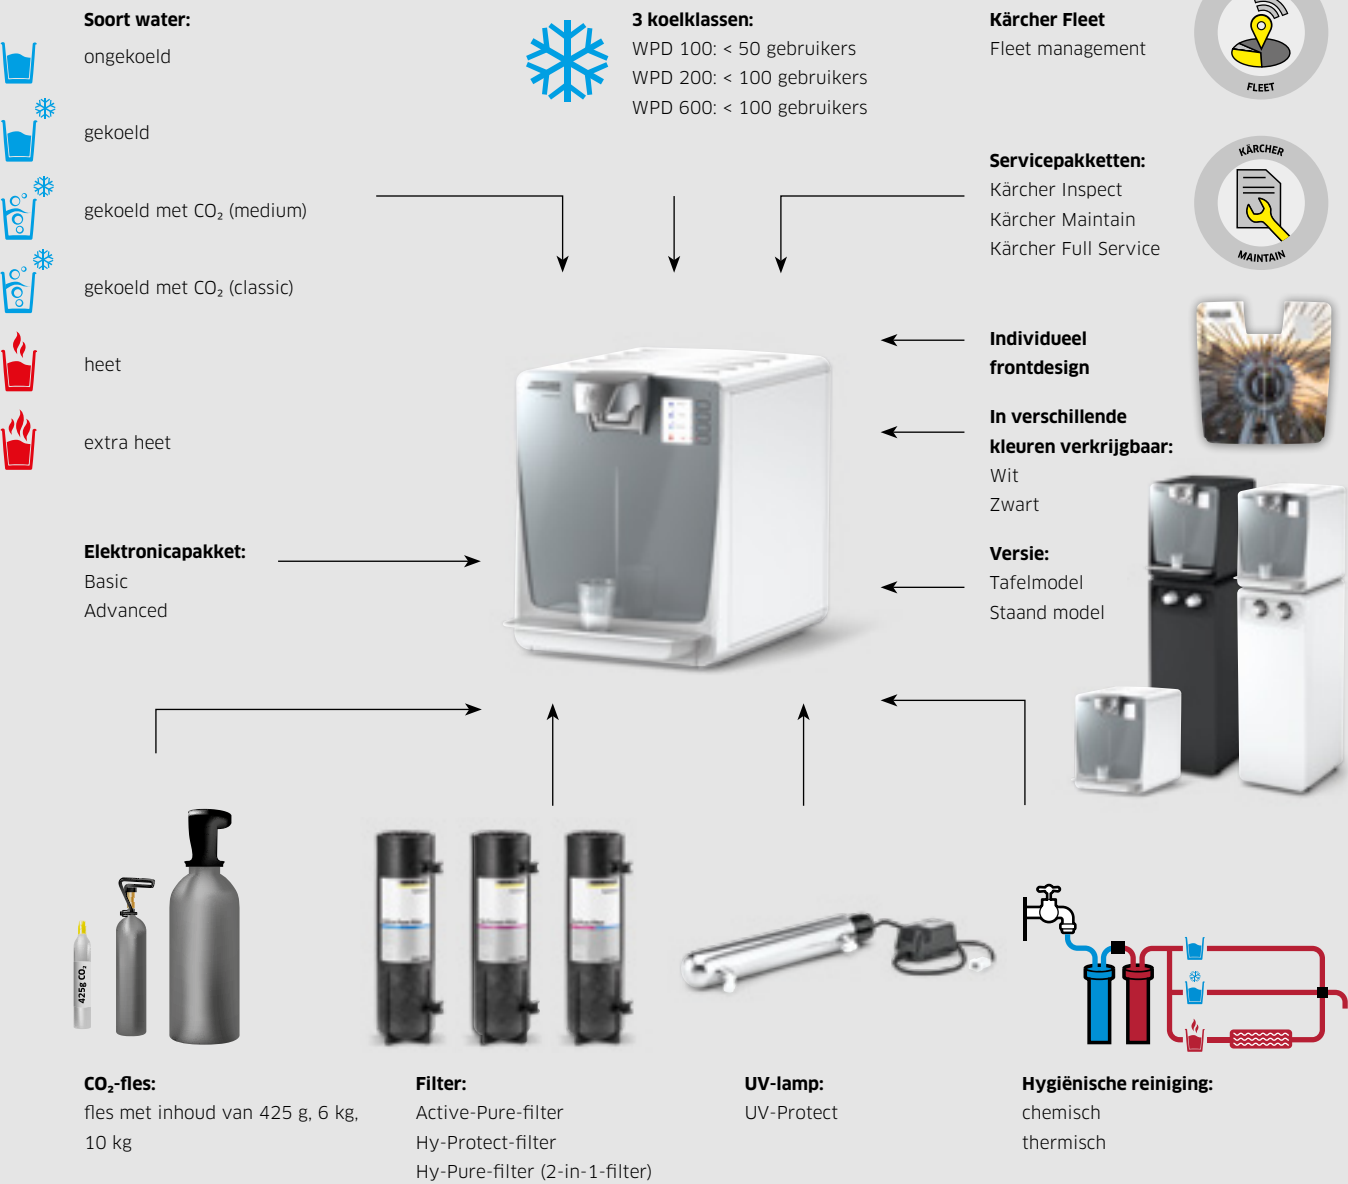 Soort water:
ongekoeld
gekoeld
gekoeld met CO₂ (medium)
gekoeld met CO₂ (classic)
heet
extra heet
3 koelklassen:
WPD 100: < 50 gebruikers
WPD 200: < 100 gebruikers
WPD 600: < 100 gebruikers
Kärcher Fleet
Fleet management
FLEET
Servicepakketten:
Kärcher Inspect
Kärcher Maintain
Kärcher Full Service
KÄRCHER
MAINTAIN
Individueel
frontdesign
In verschillende
kleuren verkrijgbaar:
Wit
Zwart
Versie:
Tafelmodel
Staand model
Elektronicapakket:
Basic
Advanced
425g CO₂
CO₂-fles:
fles met inhoud van 425 g, 6 kg,
10 kg
Filter:
Active-Pure-filter
Hy-Protect-filter
Hy-Pure-filter (2-in-1-filter)
UV-lamp:
UV-Protect
Hygiënische reiniging:
chemisch
thermisch